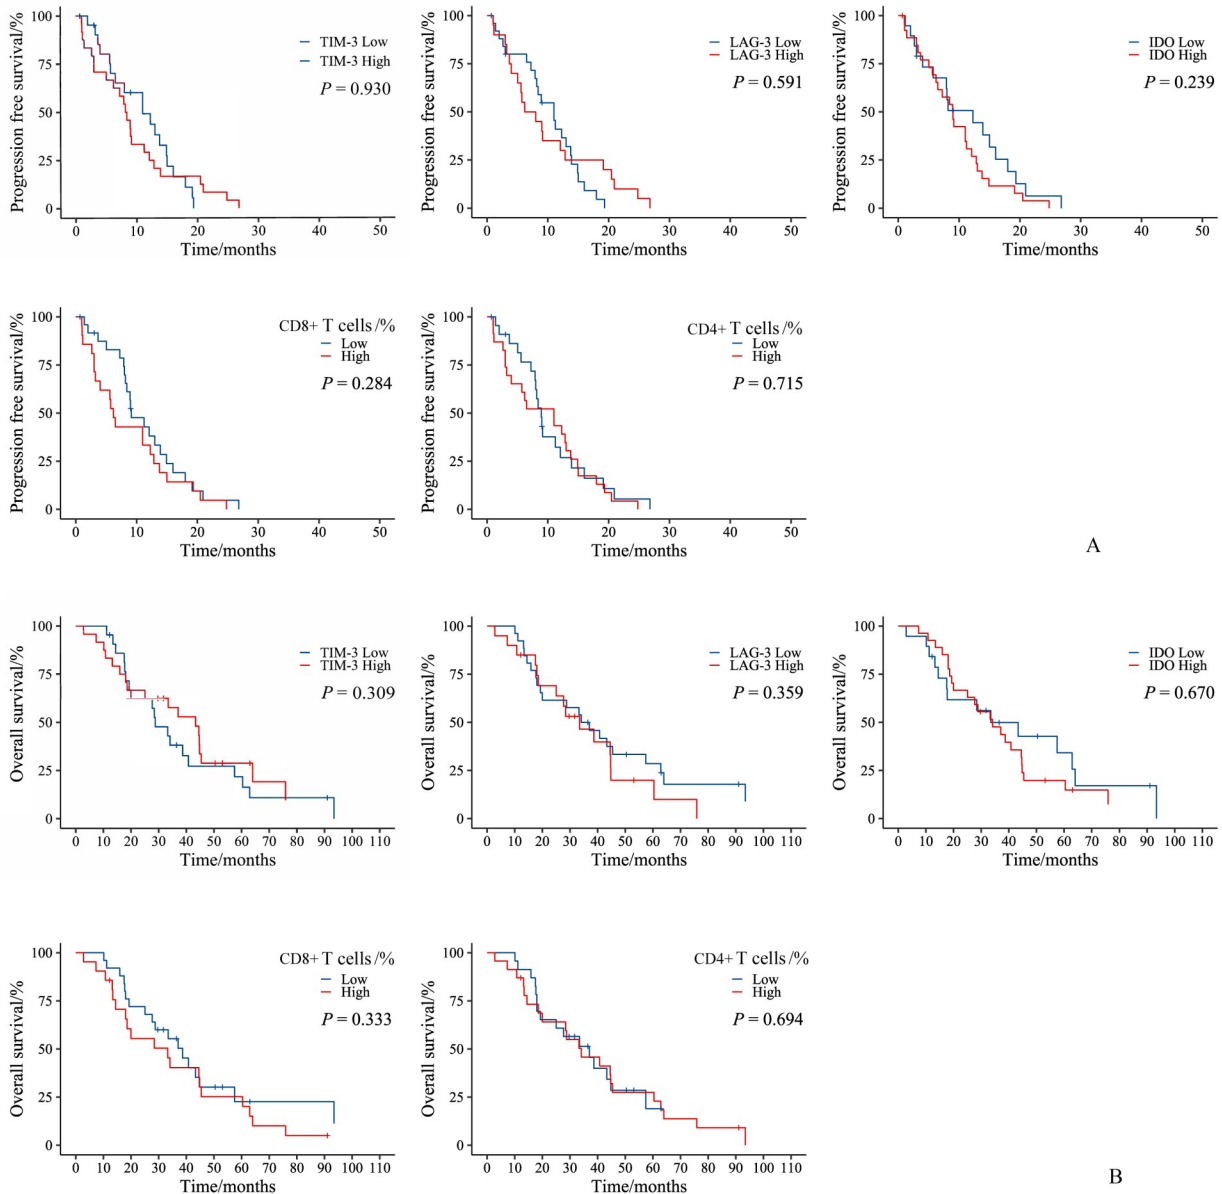 Progression free survival/%
100
75
50
25
0
0 10 20 30 40 50
Time/months
TIM-3 Low
TIM-3 High
P = 0.930
Progression free survival/%
100
75
50
25
0
0 10 20 30 40 50
Time/months
LAG-3 Low
LAG-3 High
P = 0.591
Progression free survival/%
100
75
50
25
0
0 10 20 30 40 50
Time/months
IDO Low
IDO High
P = 0.239
Progression free survival/%
100
75
50
25
0
0 10 20 30 40 50
Time/months
CD8+ T cells /%
Low
High
P = 0.284
Progression free survival/%
100
75
50
25
0
0 10 20 30 40 50
Time/months
CD4+ T cells /%
Low
High
P = 0.715
A
Overall survival/%
100
75
50
25
0
0 10 20 30 40 50 60 70 80 90 100 110
Time/months
TIM-3 Low
TIM-3 High
P = 0.309
Overall survival/%
100
75
50
25
0
0 10 20 30 40 50 60 70 80 90 100 110
Time/months
LAG-3 Low
LAG-3 High
P = 0.359
Overall survival/%
100
75
50
25
0
0 10 20 30 40 50 60 70 80 90 100 110
Time/months
IDO Low
IDO High
P = 0.670
Overall survival/%
100
75
50
25
0
0 10 20 30 40 50 60 70 80 90 100 110
Time/months
CD8+ T cells /%
Low
High
P = 0.333
Overall survival/%
100
75
50
25
0
0 10 20 30 40 50 60 70 80 90 100 110
Time/months
CD4+ T cells /%
Low
High
P = 0.694
B